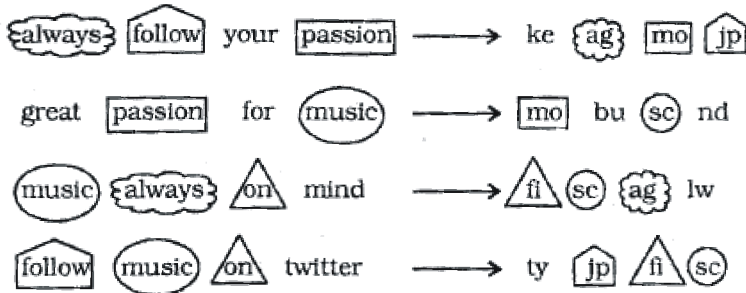 always follow your passion ke ag mo jp
great passion for music mo bu sc nd
music always on mind fi sc ag lw
follow music on twitter ty jp fi sc